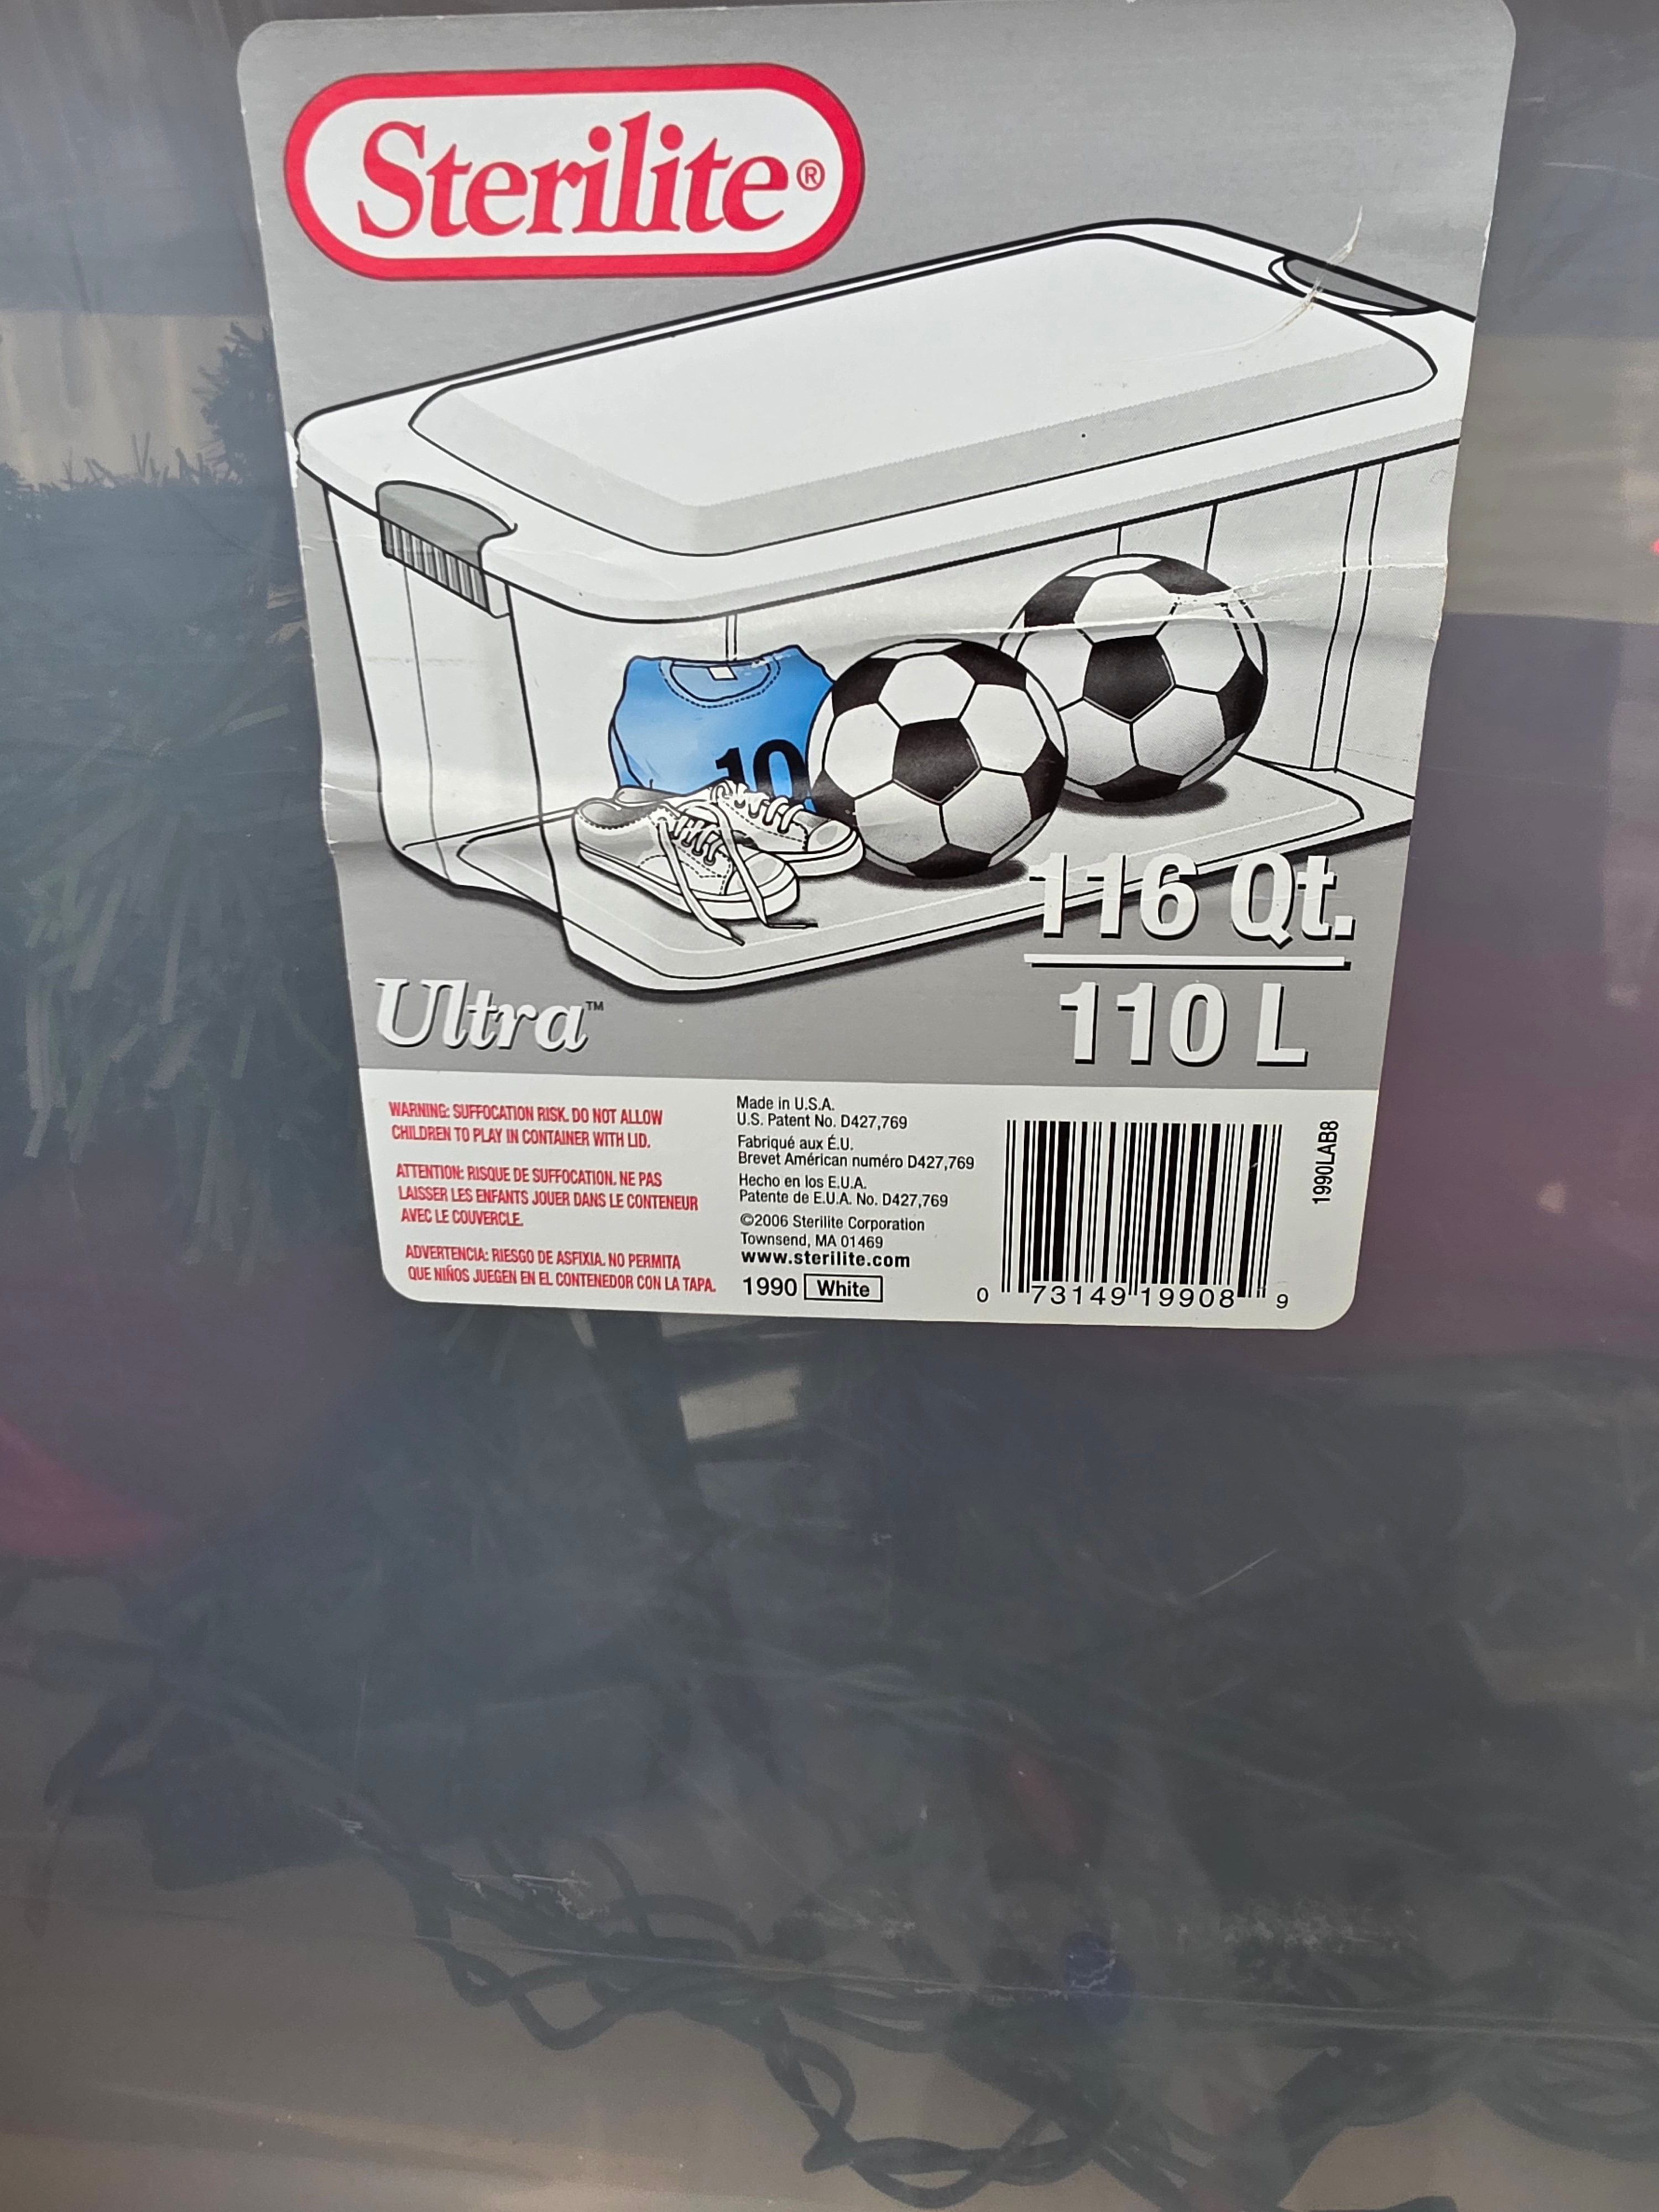 Sterilite®
10
116 Qt.
110 L
Ultra™
WARNING: SUFFOCATION RISK. DO NOT ALLOW
CHILDREN TO PLAY IN CONTAINER WITH LID.
ATTENTION: RISQUE DE SUFFOCATION. NE PAS
LAISSER LES ENFANTS JOUER DANS LE CONTENEUR
AVEC LE COUVERCLE.
ADVERTENCIA: RIESGO DE ASFIXIA. NO PERMITA
QUE NIÑOS JUEGEN EN EL CONTENEDOR CON LA TAPA.
Made in U.S.A.
U.S. Patent No. D427,769
Fabriqué aux É.U.
Brevet Américan numéro D427,769
Hecho en los E.U.A.
Patente de E.U.A. No. D427,769
©2006 Sterilite Corporation
Townsend, MA 01469
www.sterilite.com
1990 White
0 73149 19908 9
1990LAB8